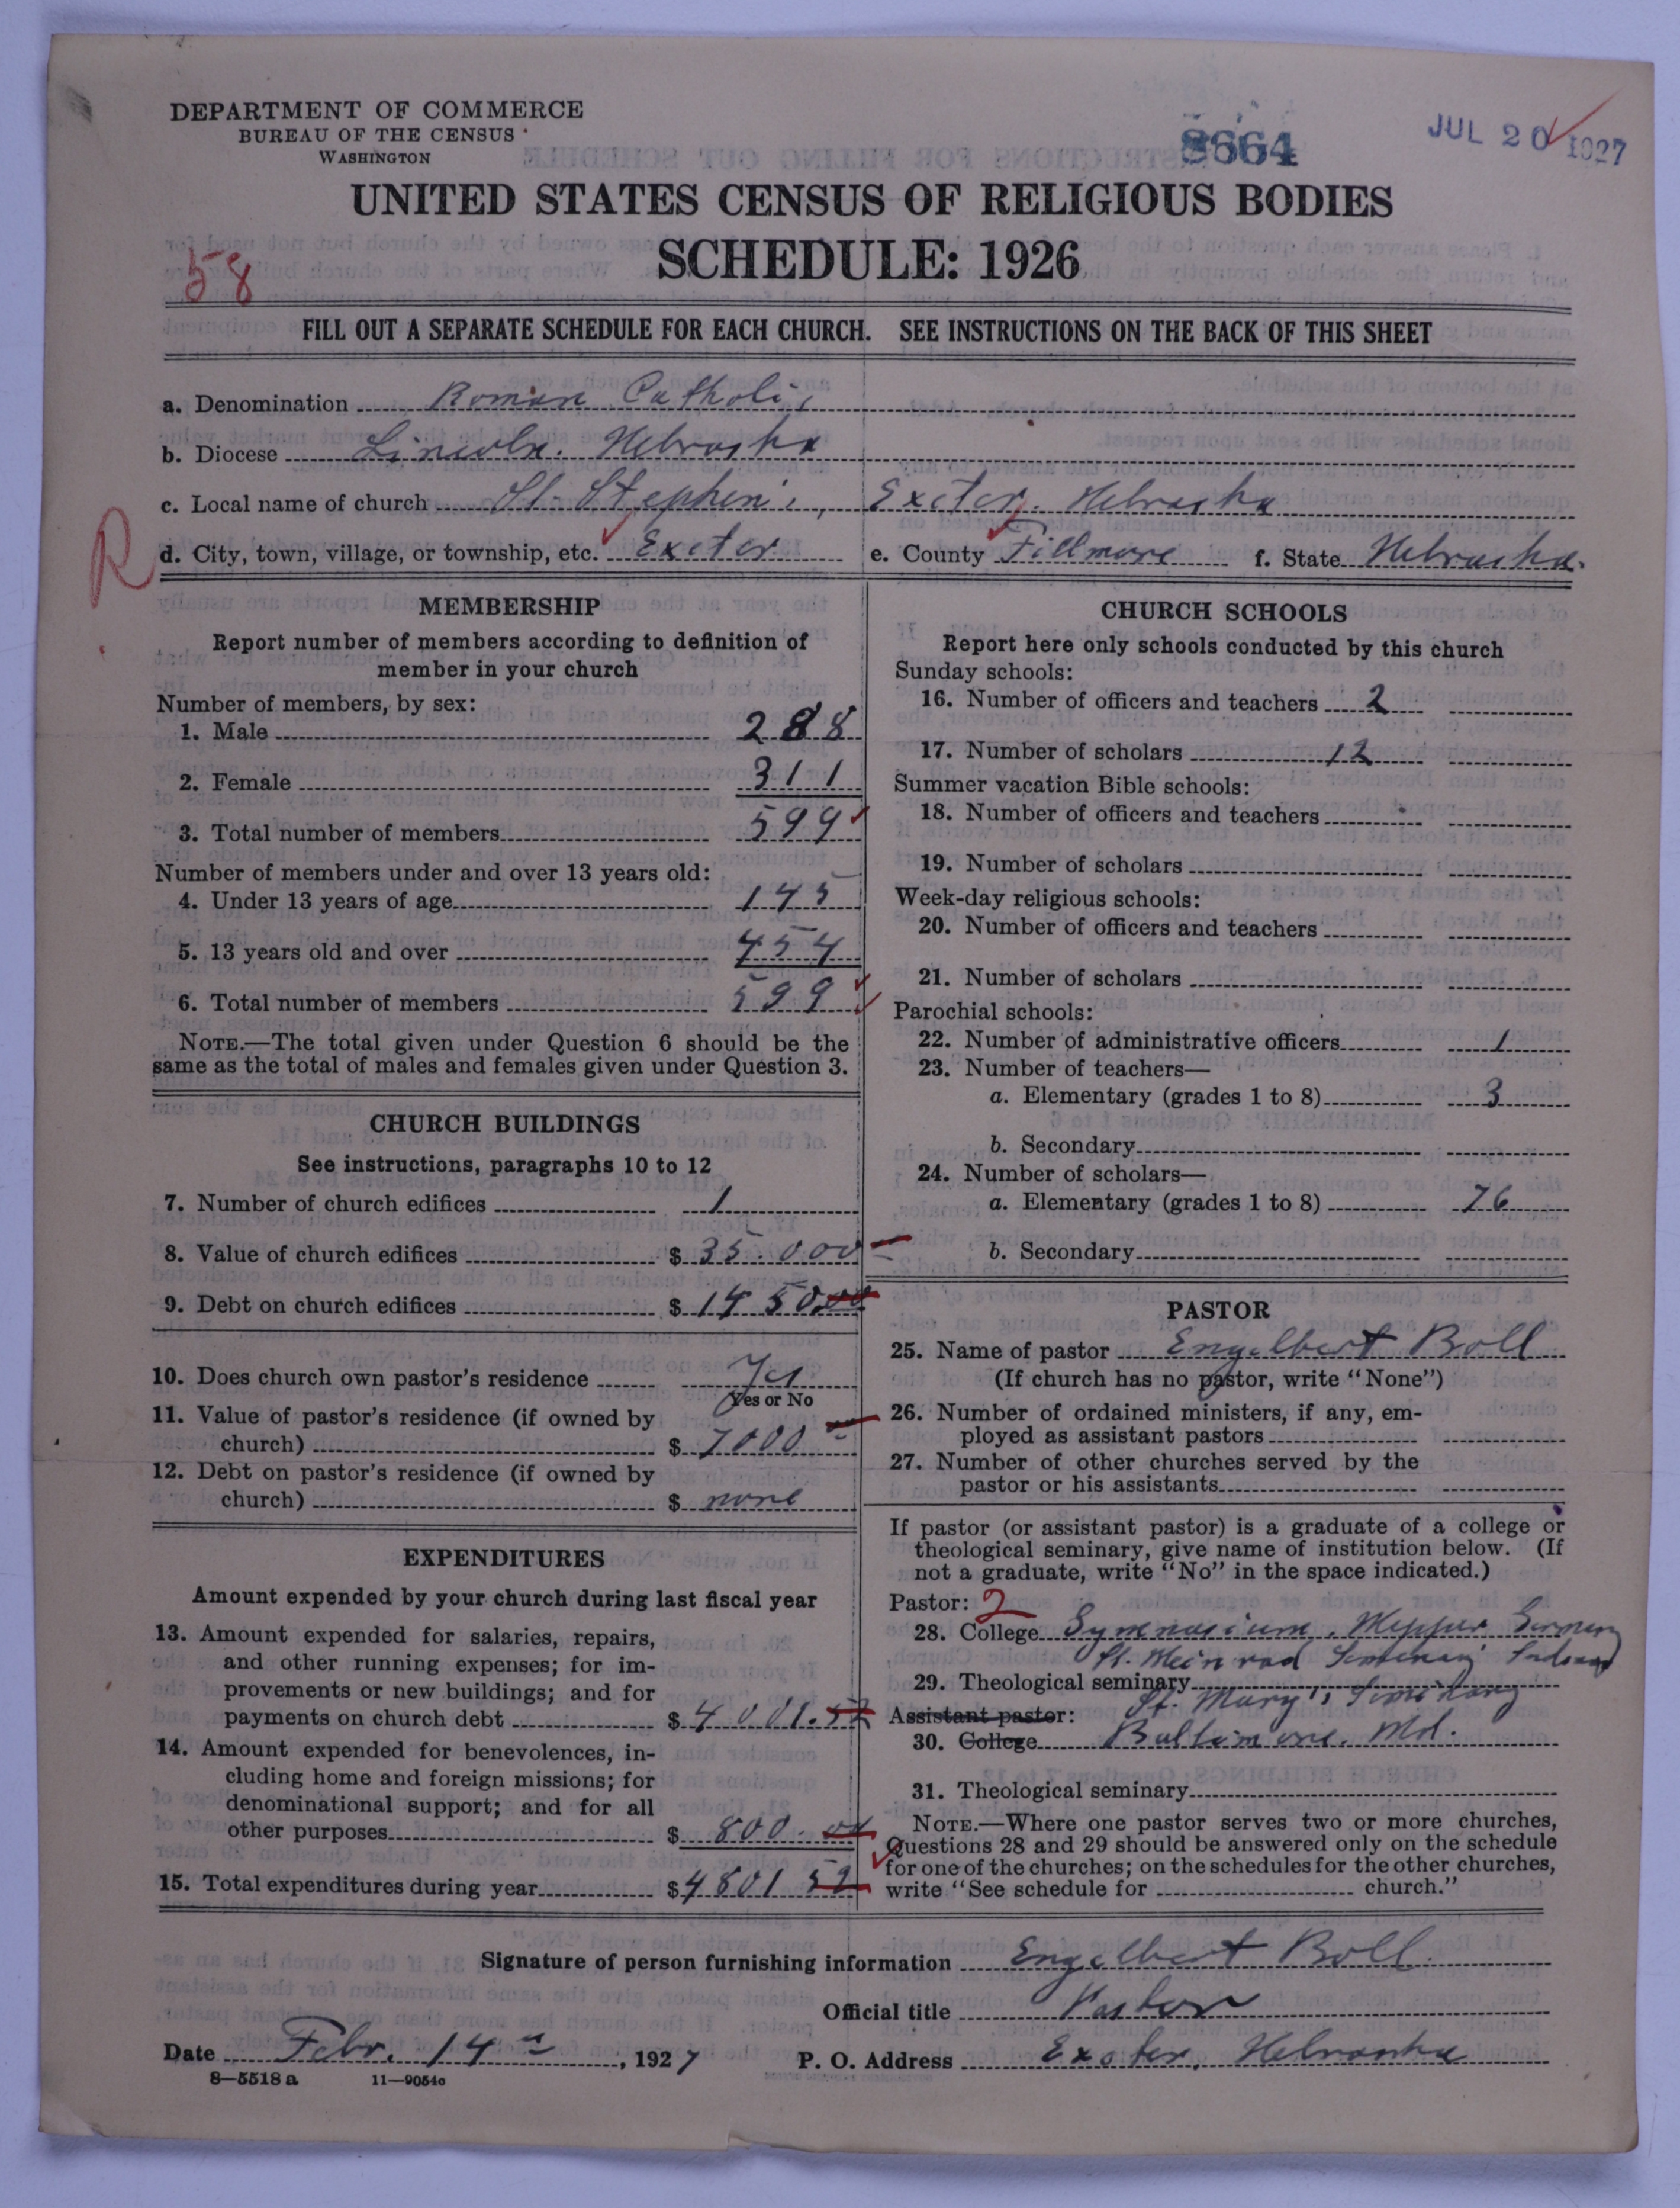 DEPARTMENT OF COMMERCE
BUREAU OF THE CENSUS
WASHINGTON
8664
JUL 20 1927
UNITED STATES CENSUS OF RELIGIOUS BODIES
SCHEDULE: 1926
58
FILL OUT A SEPARATE SCHEDULE FOR EACH CHURCH. SEE INSTRUCTIONS ON THE BACK OF THIS SHEET
a. Denomination Roman Catholic
b. Diocese Lincoln. Nebraska
c. Local name of church St. Stephen's, Exeter, Nebraska
R
d. City, town, village, or township, etc. Exeter e. County Fillmore f. State Nebraska.
MEMBERSHIP
Report number of members according to definition of
member in your church
Number of members, by sex:
1. Male 288
2. Female 311
3. Total number of members 599
Number of members under and over 13 years old:
4. Under 13 years of age 145
5. 13 years old and over 454
6. Total number of members 599
NOTE.—The total given under Question 6 should be the
same as the total of males and females given under Question 3.
CHURCH BUILDINGS
See instructions, paragraphs 10 to 12
7. Number of church edifices 1
8. Value of church edifices $ 35.000
9. Debt on church edifices $ 1450.00
10. Does church own pastor's residence Yes
Yes or No
11. Value of pastor's residence (if owned by
church) $ 7000
12. Debt on pastor's residence (if owned by
church) $ none
EXPENDITURES
Amount expended by your church during last fiscal year
13. Amount expended for salaries, repairs,
and other running expenses; for im-
provements or new buildings; and for
payments on church debt $ 4001.52
14. Amount expended for benevolences, in-
cluding home and foreign missions; for
denominational support; and for all
other purposes $ 800.00
15. Total expenditures during year $ 4801 52
CHURCH SCHOOLS
Report here only schools conducted by this church
Sunday schools:
16. Number of officers and teachers 2
17. Number of scholars 12
Summer vacation Bible schools:
18. Number of officers and teachers
19. Number of scholars
Week-day religious schools:
20. Number of officers and teachers
21. Number of scholars
Parochial schools:
22. Number of administrative officers 1
23. Number of teachers—
a. Elementary (grades 1 to 8) 3
b. Secondary
24. Number of scholars—
a. Elementary (grades 1 to 8) 76
b. Secondary
PASTOR
25. Name of pastor Engelbert Boll
(If church has no pastor, write "None")
26. Number of ordained ministers, if any, em-
ployed as assistant pastors
27. Number of other churches served by the
pastor or his assistants
If pastor (or assistant pastor) is a graduate of a college or
theological seminary, give name of institution below. (If
not a graduate, write "No" in the space indicated.)
Pastor: 2
28. College Gymnasium, Meppen Germany
St. Meinrad Seminary Indiana
29. Theological seminary
St. Mary's Seminary
Assistant pastor:
30. College Baltimore. Md.
31. Theological seminary
NOTE.—Where one pastor serves two or more churches,
Questions 28 and 29 should be answered only on the schedule
for one of the churches; on the schedules for the other churches,
write "See schedule for church."
Signature of person furnishing information Engelbert Boll.
Official title Pastor
Date Febr. 14th, 1927 P. O. Address Exeter, Nebraska
8—5518 a 11—9054c